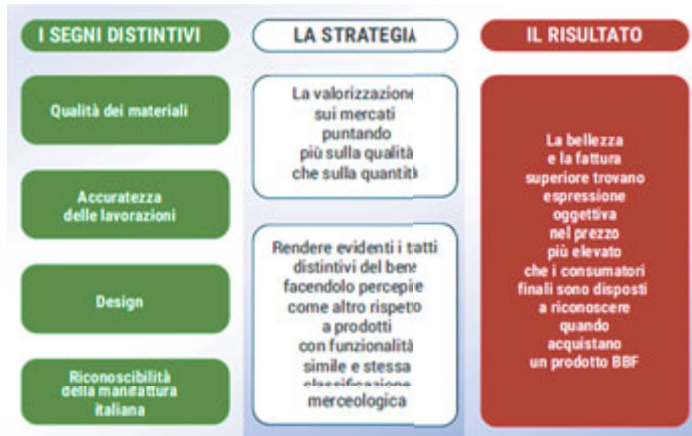 I SEGNI DISTINTIVI
Qualità dei materiali
Accuratezza
delle lavorazioni
Design
Riconoscibilità
della manifattura
italiana
LA STRATEGIA
La valorizzazione
sui mercati
puntando
più sulla qualità
che sulla quantità
Rendere evidenti i tratti
distintivi del bene
facendolo percepire
come altro rispetto
a prodotti
con funzionalità
simile e stessa
classificazione
merceologica
IL RISULTATO
La bellezza
e la fattura
superiore trovano
espressione
oggettiva
nel prezzo
più elevato
che i consumatori
finali sono disposti
a riconoscere
quando
acquistano
un prodotto BBF